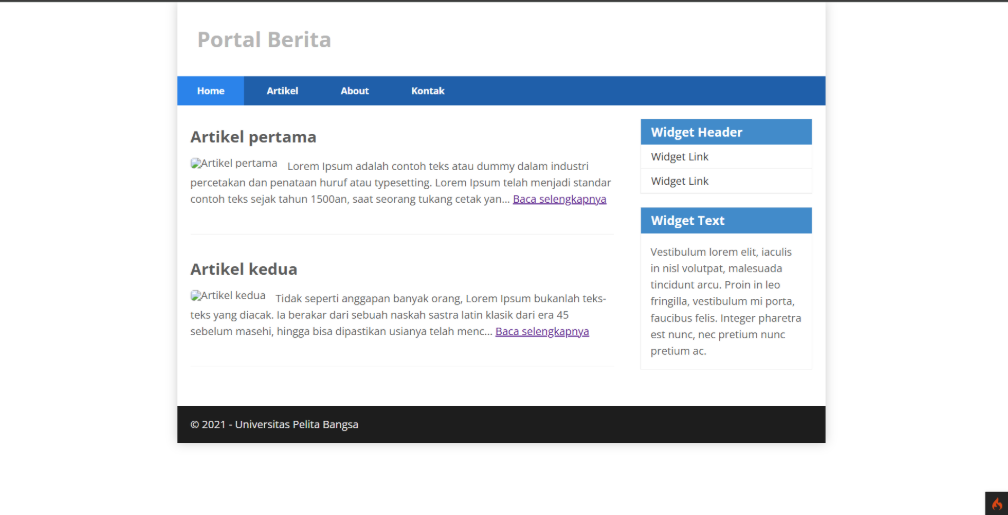 Portal Berita
Home Artikel About Kontak
Artikel pertama
Artikel pertama Lorem Ipsum adalah contoh teks atau dummy dalam industri
percetakan dan penataan huruf atau typesetting. Lorem Ipsum telah menjadi standar
contoh teks sejak tahun 1500an, saat seorang tukang cetak yan... Baca selengkapnya
Artikel kedua
Artikel kedua Tidak seperti anggapan banyak orang, Lorem Ipsum bukanlah teks-
teks yang diacak. Ia berakar dari sebuah naskah sastra latin klasik dari era 45
sebelum masehi, hingga bisa dipastikan usianya telah menc... Baca selengkapnya
Widget Header
Widget Link
Widget Link
Widget Text
Vestibulum lorem elit, iaculis
in nisl volutpat, malesuada
tincidunt arcu. Proin in leo
fringilla, vestibulum mi porta,
faucibus felis. Integer pharetra
est nunc, nec pretium nunc
pretium ac.
© 2021 - Universitas Pelita Bangsa